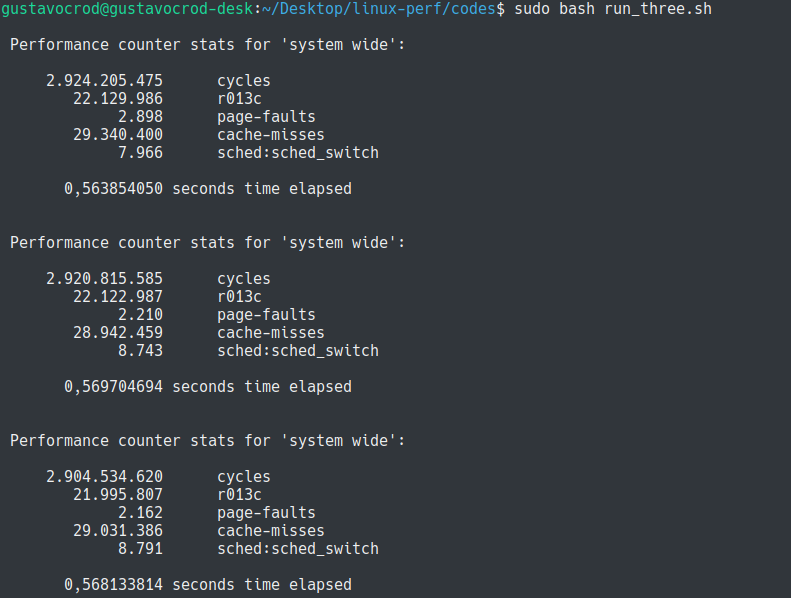 gustavocrod@gustavocrod-desk:~/Desktop/linux-perf/codes$ sudo bash run_three.sh
Performance counter stats for 'system wide':
2.924.205.475 cycles
22.129.986 r013c
2.898 page-faults
29.340.400 cache-misses
7.966 sched:sched_switch
0,563854050 seconds time elapsed
Performance counter stats for 'system wide':
2.920.815.585 cycles
22.122.987 r013c
2.210 page-faults
28.942.459 cache-misses
8.743 sched:sched_switch
0,569704694 seconds time elapsed
Performance counter stats for 'system wide':
2.904.534.620 cycles
21.995.807 r013c
2.162 page-faults
29.031.386 cache-misses
8.791 sched:sched_switch
0,568133814 seconds time elapsed